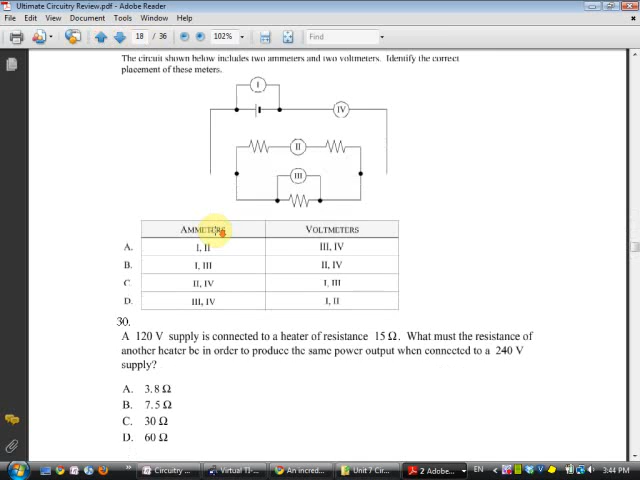 Ultimate Circuitry Review.pdf - Adobe Reader
File Edit View Document Tools Window Help
18 / 36 102% Find
The circuit shown below includes two ammeters and two voltmeters. Identify the correct
placement of these meters.
I
IV
II
III
AMMETERS VOLTMETERS
A. I, II III, IV
B. I, III II, IV
C. II, IV I, III
D. III, IV I, II
30.
A 120 V supply is connected to a heater of resistance 15 Ω. What must the resistance of
another heater be in order to produce the same power output when connected to a 240 V
supply?
A. 3.8 Ω
B. 7.5 Ω
C. 30 Ω
D. 60 Ω
Circuitry ... Virtual TI-... An incred... Unit 7 Cir... 2 Adobe... EN 3:44 PM